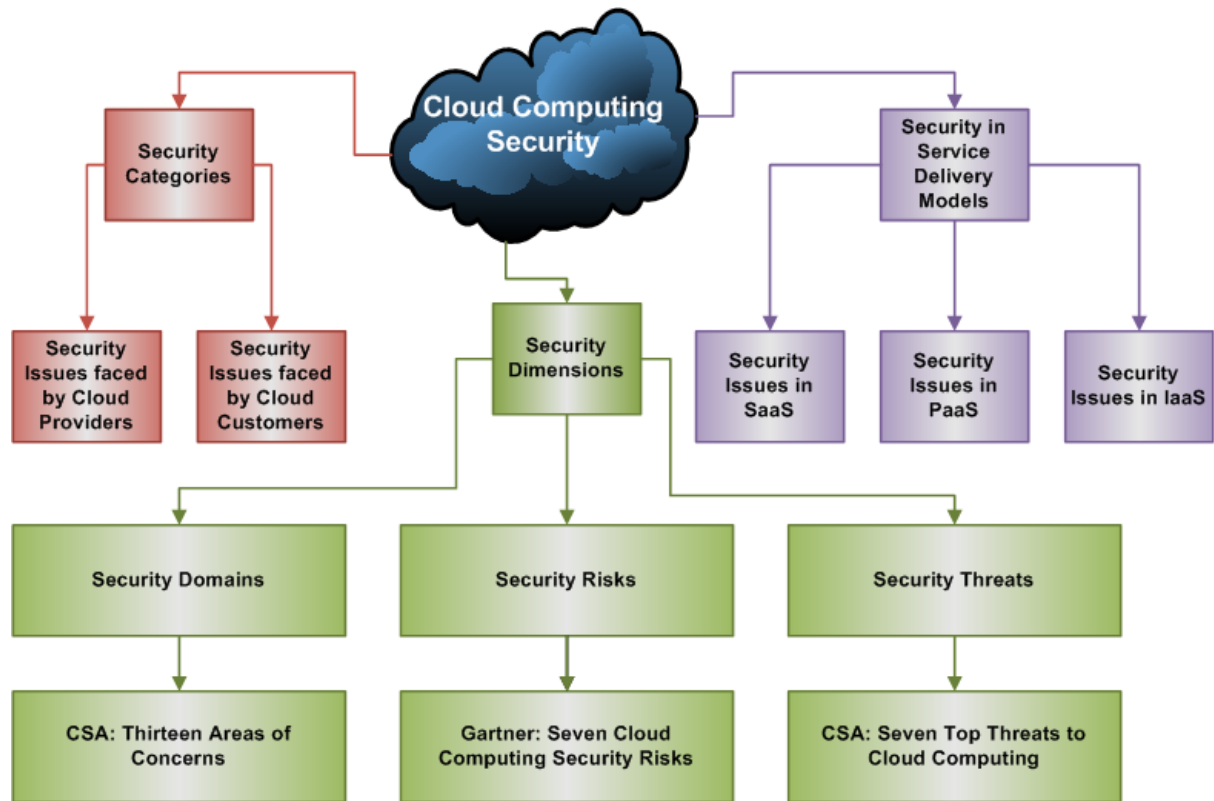 Cloud Computing
Security
Security
Categories
Security in
Service
Delivery
Models
Security
Issues faced
by Cloud
Providers
Security
Issues faced
by Cloud
Customers
Security
Dimensions
Security
Issues in
SaaS
Security
Issues in
PaaS
Security
Issues in IaaS
Security Domains
Security Risks
Security Threats
CSA: Thirteen Areas of
Concerns
Gartner: Seven Cloud
Computing Security Risks
CSA: Seven Top Threats to
Cloud Computing